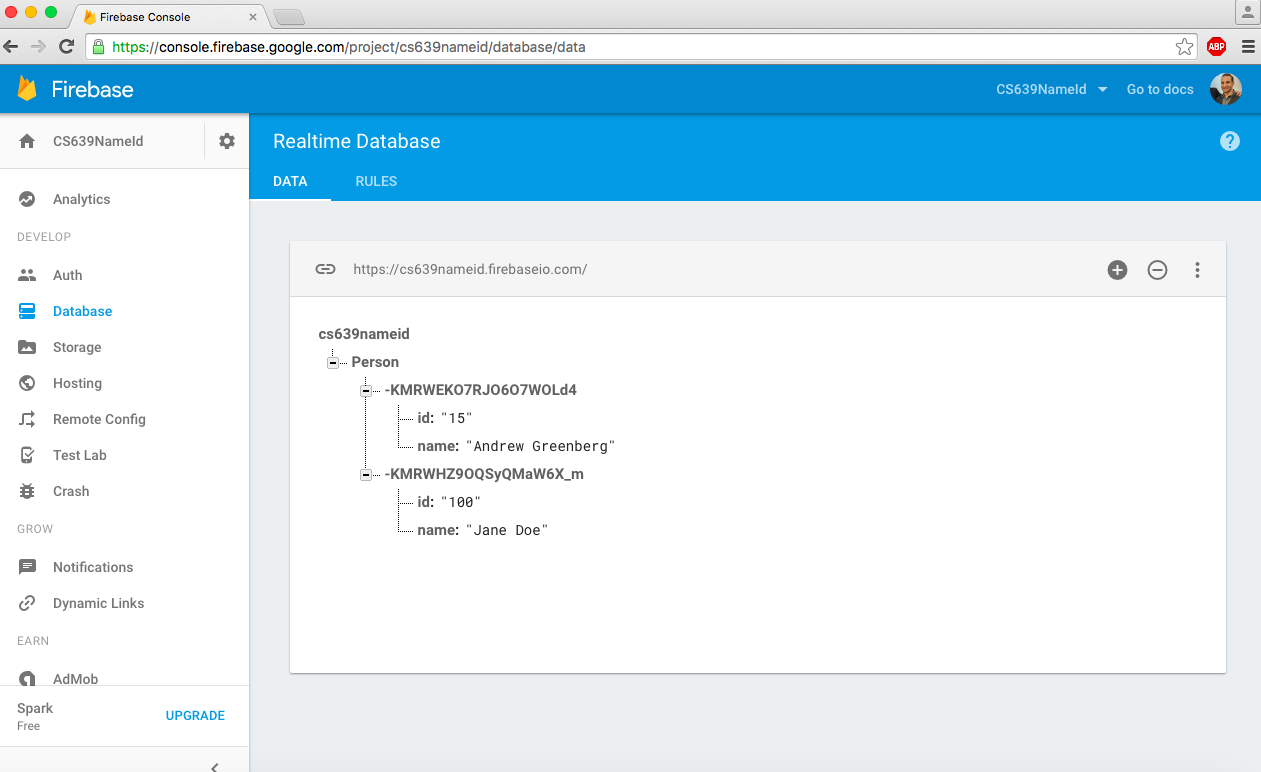 Firebase Console
https://console.firebase.google.com/project/cs639nameid/database/data
ABP
Firebase
CS639NameId
Go to docs
CS639NameId
Realtime Database
?
DATA
RULES
Analytics
DEVELOP
Auth
Database
Storage
Hosting
Remote Config
Test Lab
Crash
GROW
Notifications
Dynamic Links
EARN
AdMob
Spark
Free
UPGRADE
https://cs639nameid.firebaseio.com/
cs639nameid
Person
-KMRWEKO7RJO6O7WOLd4
id: "15"
name: "Andrew Greenberg"
-KMRWHZ9OQSyQMaW6X_m
id: "100"
name: "Jane Doe"